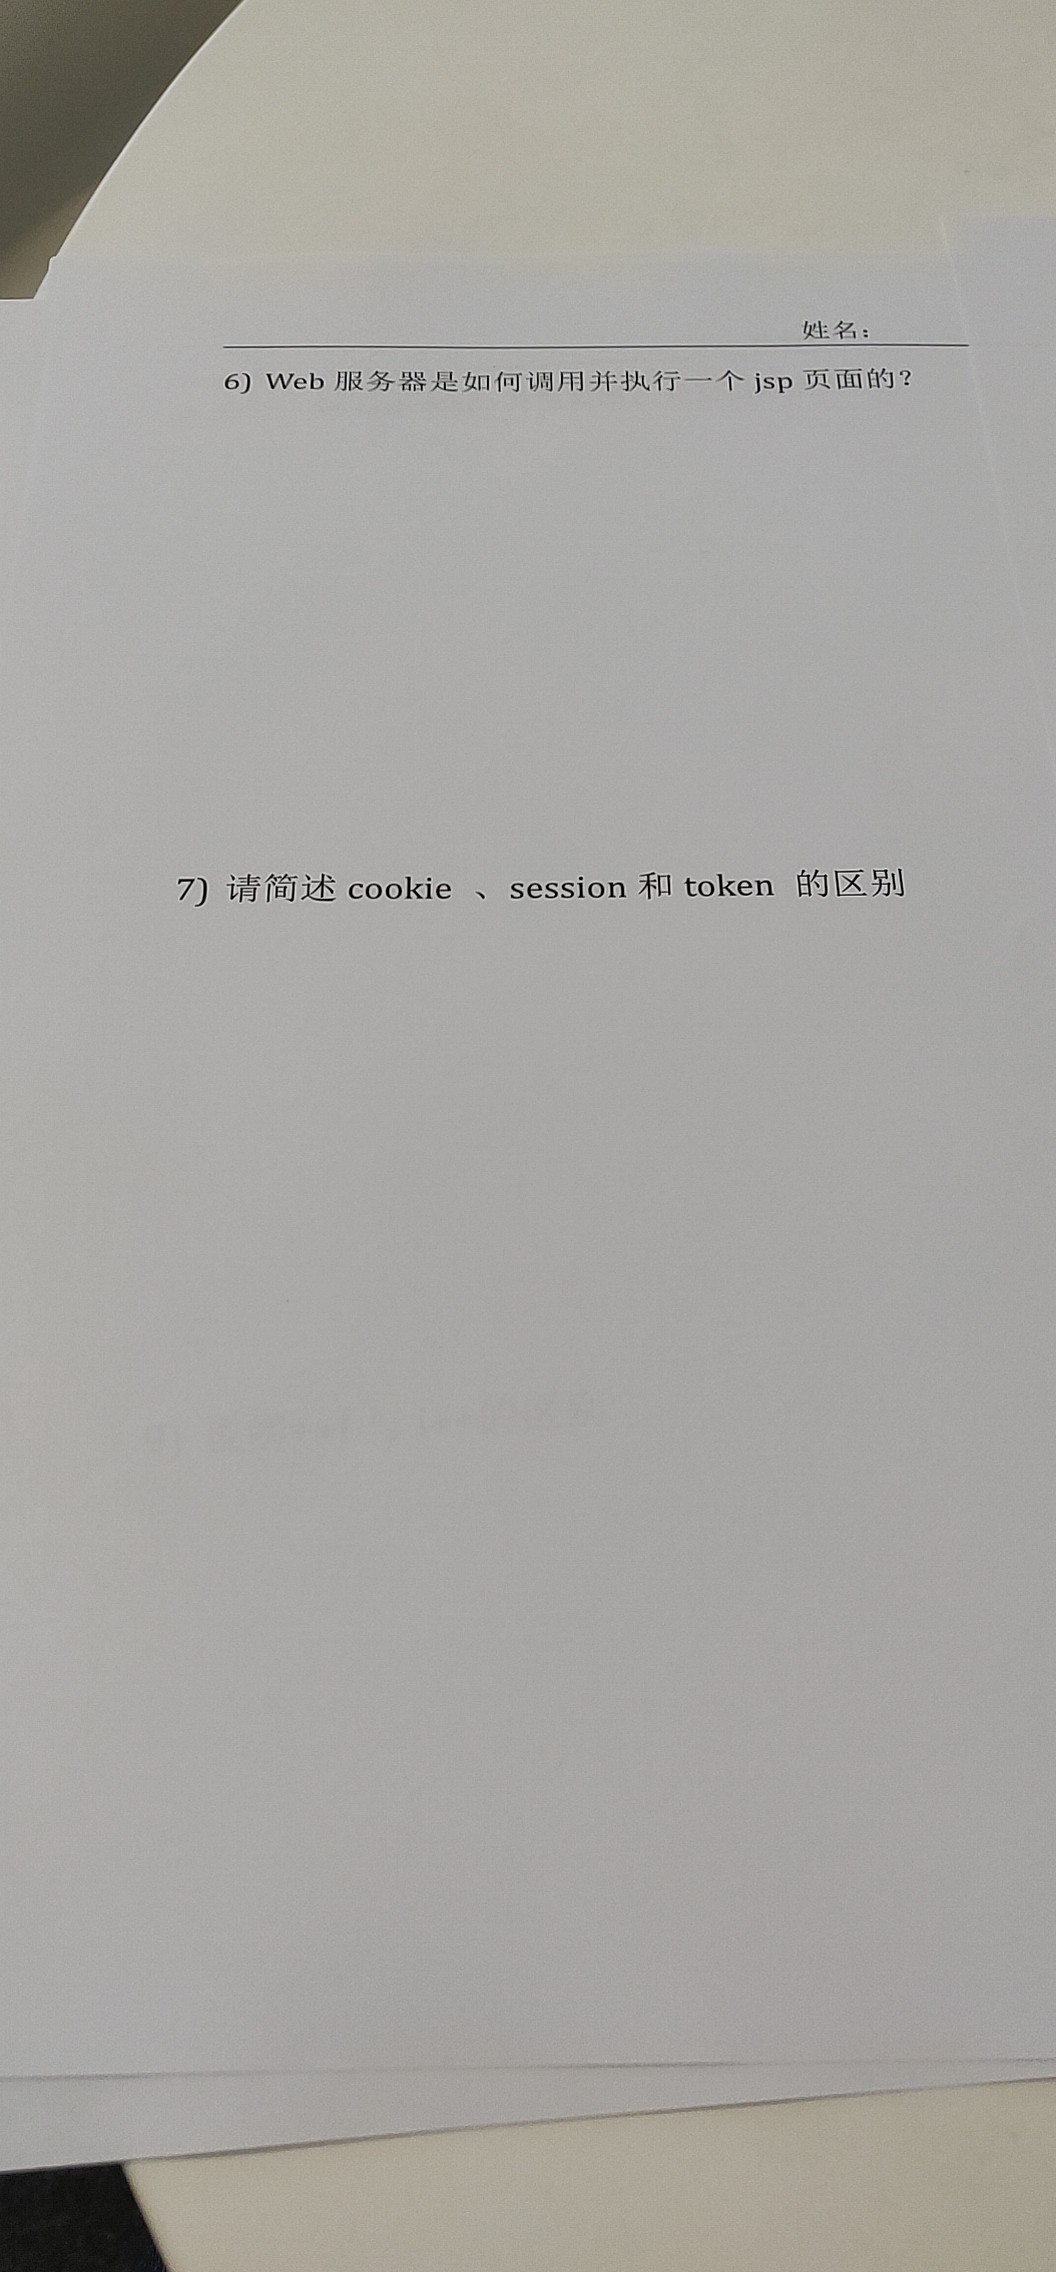 姓名：
6) Web 服务器是如何调用并执行一个 jsp 页面的？
7) 请简述 cookie 、session 和 token 的区别